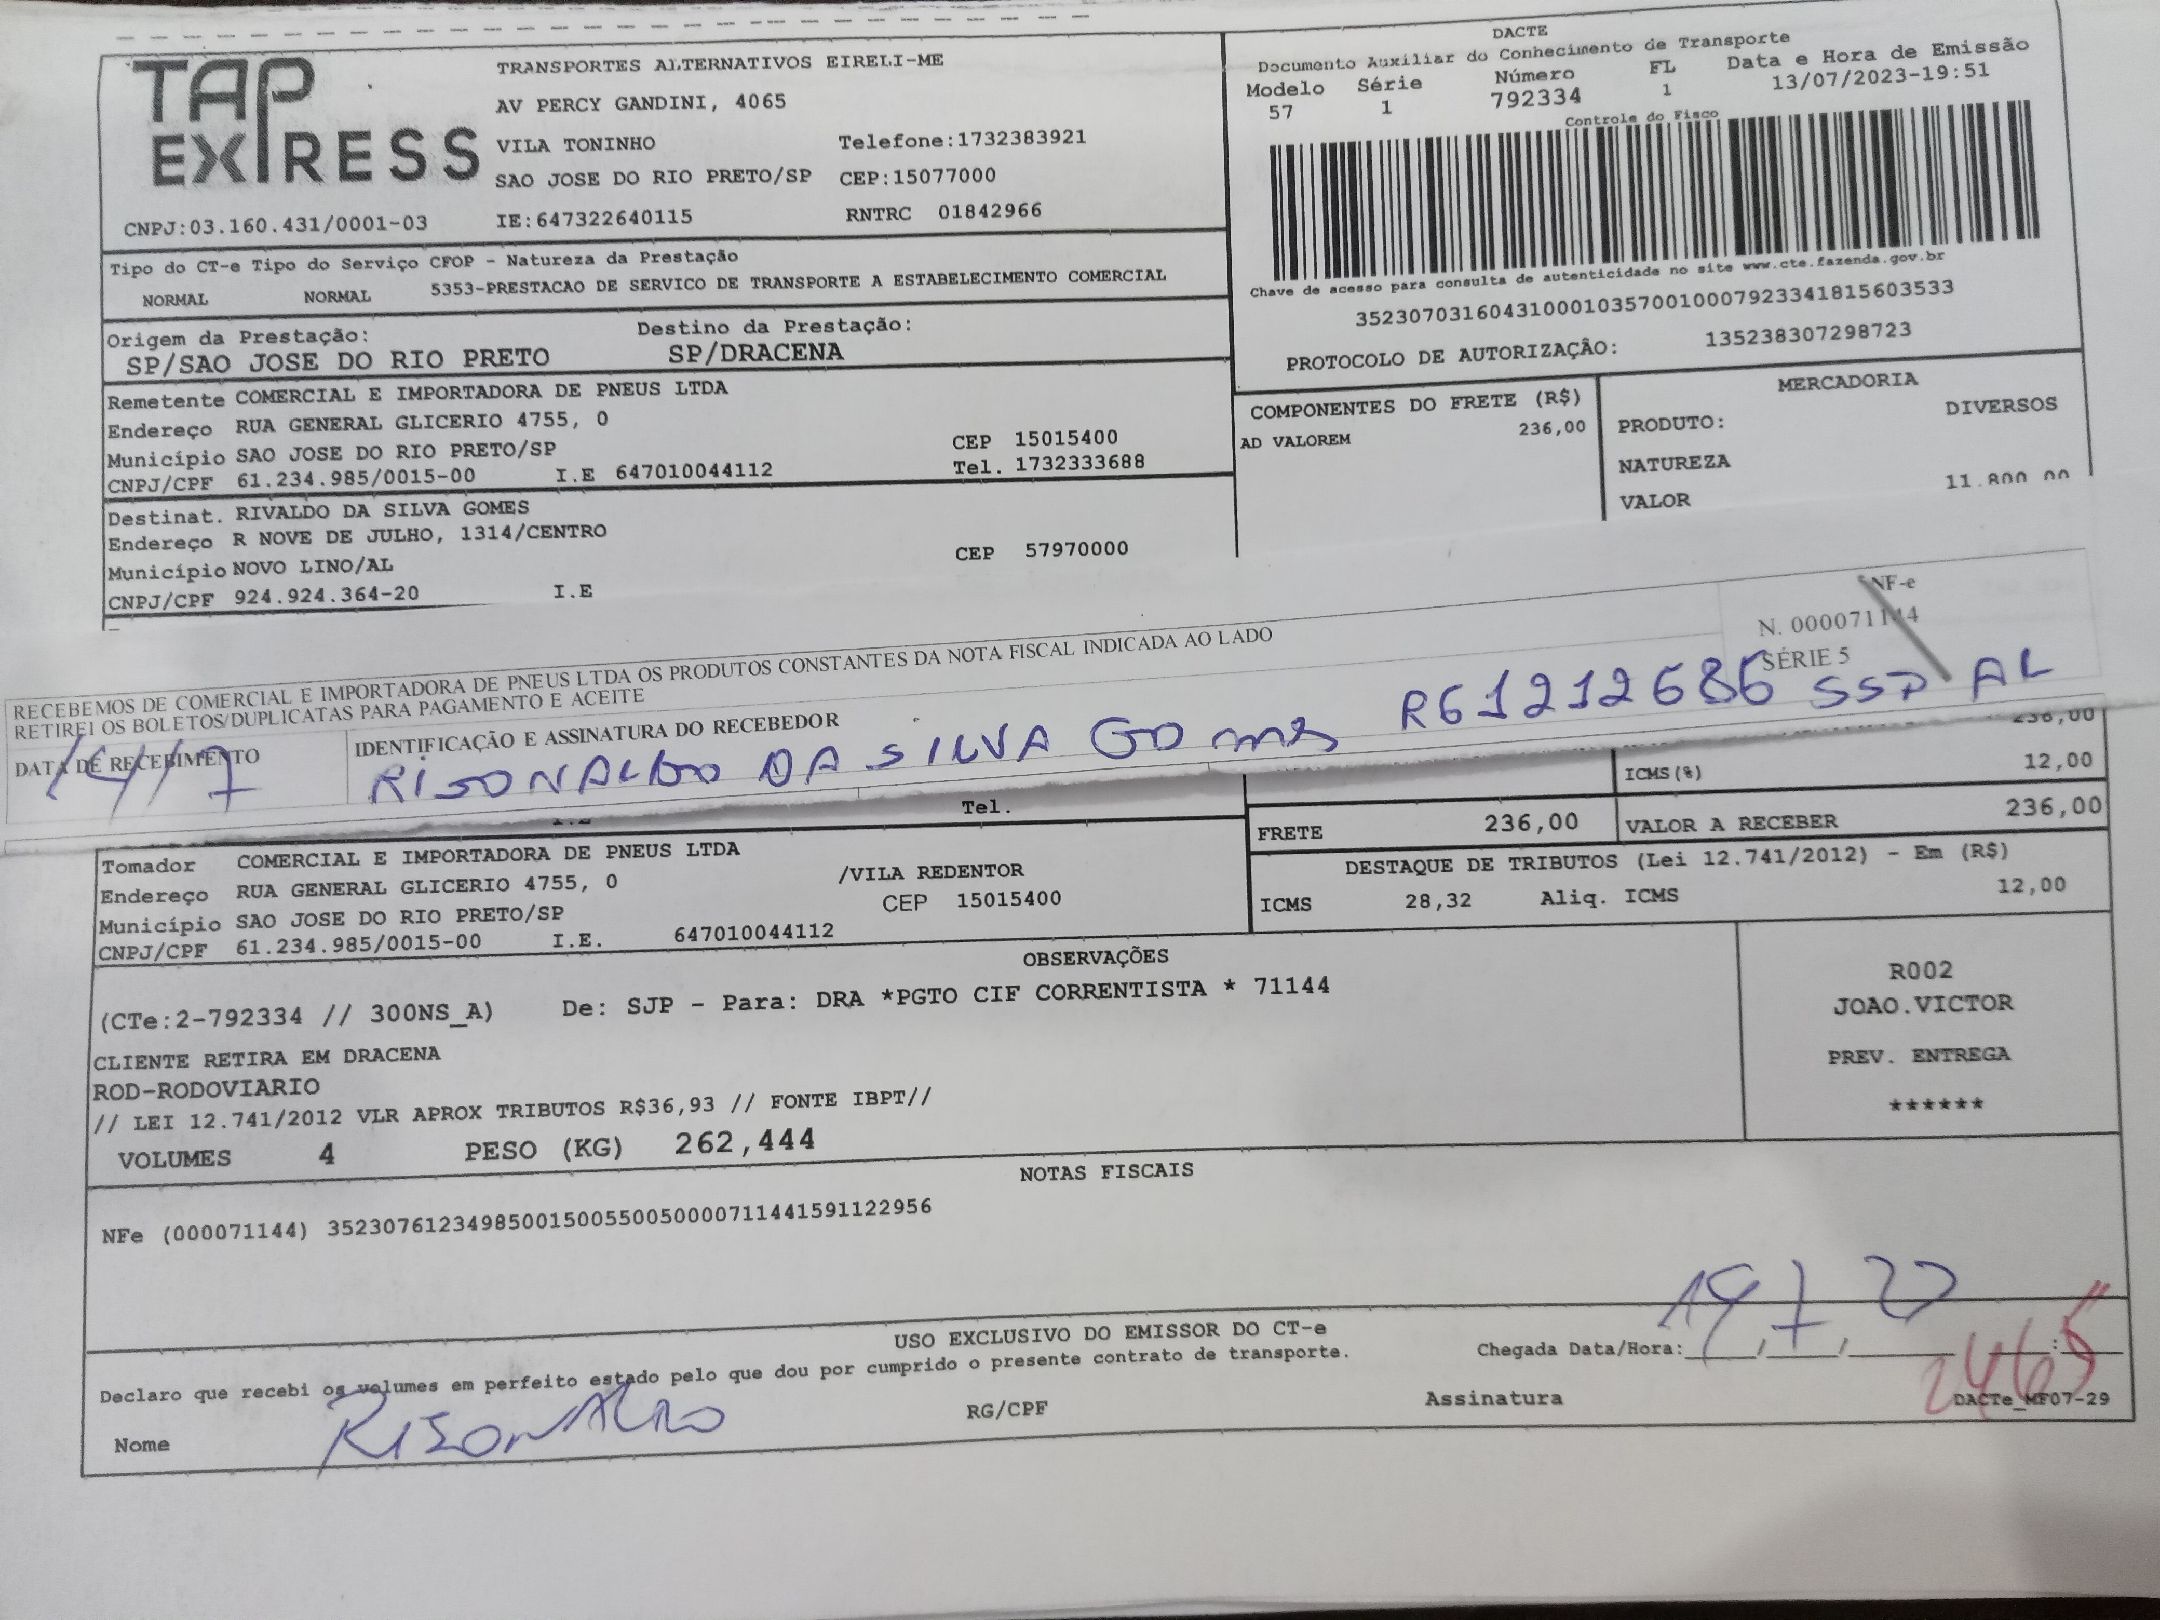 TAP EXPRESS
TRANSPORTES ALTERNATIVOS EIRELI-ME
AV PERCY GANDINI, 4065
VILA TONINHO Telefone:1732383921
SAO JOSE DO RIO PRETO/SP CEP:15077000
CNPJ:03.160.431/0001-03 IE:647322640115 RNTRC 01842966
DACTE
Documento Auxiliar do Conhecimento de Transporte
Modelo Série Número FL Data e Hora de Emissão
57 1 792334 1 13/07/2023-19:51
Controle do Fisco
Chave de acesso para consulta de autenticidade no site www.cte.fazenda.gov.br
35230703160431000103570010007923341815603533
PROTOCOLO DE AUTORIZAÇÃO: 135238307298723
Tipo do CT-e Tipo do Serviço CFOP - Natureza da Prestação
NORMAL NORMAL 5353-PRESTACAO DE SERVICO DE TRANSPORTE A ESTABELECIMENTO COMERCIAL
Origem da Prestação: Destino da Prestação:
SP/SAO JOSE DO RIO PRETO SP/DRACENA
Remetente COMERCIAL E IMPORTADORA DE PNEUS LTDA
Endereço RUA GENERAL GLICERIO 4755, 0
Município SAO JOSE DO RIO PRETO/SP CEP 15015400
CNPJ/CPF 61.234.985/0015-00 I.E 647010044112 Tel. 1732333688
COMPONENTES DO FRETE (R$)
AD VALOREM 236,00
MERCADORIA
PRODUTO: DIVERSOS
NATUREZA
VALOR 11.800,00
Destinat. RIVALDO DA SILVA GOMES
Endereço R NOVE DE JULHO, 1314/CENTRO
Município NOVO LINO/AL CEP 57970000
CNPJ/CPF 924.924.364-20 I.E
RECEBEMOS DE COMERCIAL E IMPORTADORA DE PNEUS LTDA OS PRODUTOS CONSTANTES DA NOTA FISCAL INDICADA AO LADO
RETIREI OS BOLETOS/DUPLICATAS PARA PAGAMENTO E ACEITE
NF-e
N. 000071144
SÉRIE 5
DATA DE RECEBIMENTO IDENTIFICAÇÃO E ASSINATURA DO RECEBEDOR
RISONALDO DA SILVA GOMES RG1212686 SSP AL
236,00
ICMS(%) 12,00
Tel.
FRETE 236,00 VALOR A RECEBER 236,00
Tomador COMERCIAL E IMPORTADORA DE PNEUS LTDA
Endereço RUA GENERAL GLICERIO 4755, 0 /VILA REDENTOR
Município SAO JOSE DO RIO PRETO/SP CEP 15015400
CNPJ/CPF 61.234.985/0015-00 I.E. 647010044112
DESTAQUE DE TRIBUTOS (Lei 12.741/2012) - Em (R$)
ICMS 28,32 Aliq. ICMS 12,00
OBSERVAÇÕES
(CTe:2-792334 // 300NS_A) De: SJP - Para: DRA *PGTO CIF CORRENTISTA * 71144
CLIENTE RETIRA EM DRACENA
ROD-RODOVIARIO
// LEI 12.741/2012 VLR APROX TRIBUTOS R$36,93 // FONTE IBPT//
VOLUMES 4 PESO (KG) 262,444
R002
JOAO.VICTOR
PREV. ENTREGA
******
NOTAS FISCAIS
NFe (000071144) 35230761234985001500550050000711441591122956
USO EXCLUSIVO DO EMISSOR DO CT-e
Declaro que recebi os volumes em perfeito estado pelo que dou por cumprido o presente contrato de transporte.
Chegada Data/Hora:
Nome RISONALDO RG/CPF Assinatura
DACTe_MF07-29